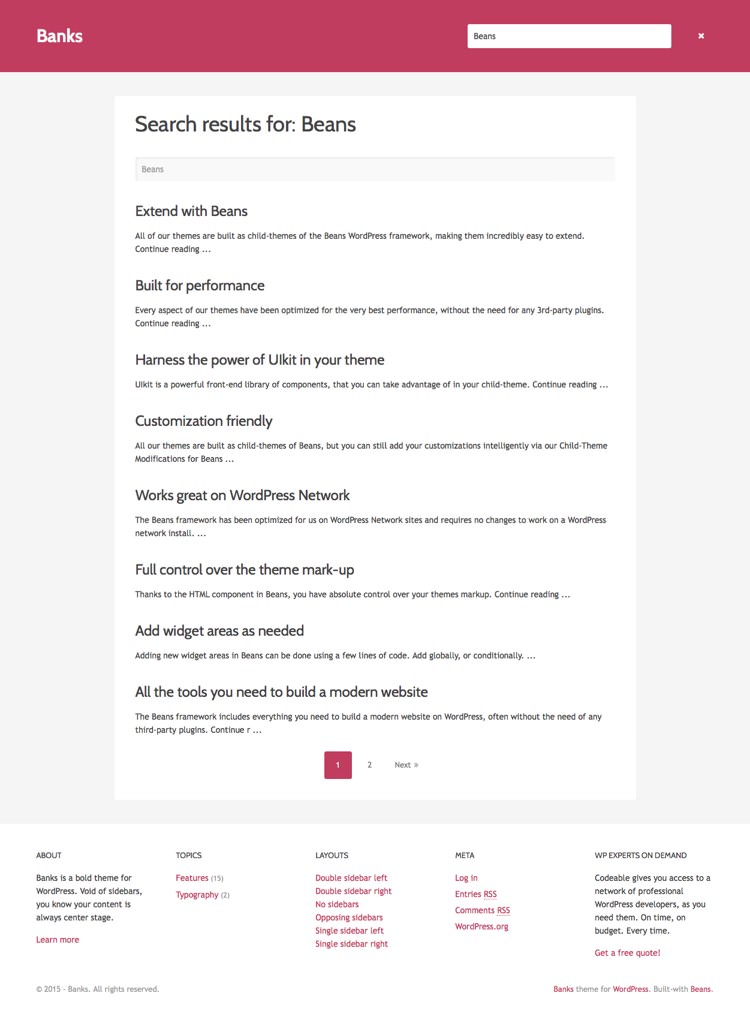 Banks
Beans
×
Search results for: Beans
Beans
Extend with Beans
All of our themes are built as child-themes of the Beans WordPress framework, making them incredibly easy to extend.
Continue reading ...
Built for performance
Every aspect of our themes have been optimized for the very best performance, without the need for any 3rd-party plugins.
Continue reading ...
Harness the power of UIkit in your theme
Uikit is a powerful front-end library of components, that you can take advantage of in your child-theme. Continue reading ...
Customization friendly
All our themes are built as child-themes of Beans, but you can still add your customizations intelligently via our Child-Theme
Modifications for Beans ...
Works great on WordPress Network
The Beans framework has been optimized for us on WordPress Network sites and requires no changes to work on a WordPress
network install. ...
Full control over the theme mark-up
Thanks to the HTML component in Beans, you have absolute control over your themes markup. Continue reading ...
Add widget areas as needed
Adding new widget areas in Beans can be done using a few lines of code. Add globally, or conditionally. ...
All the tools you need to build a modern website
The Beans framework includes everything you need to build a modern website on WordPress, often without the need of any
third-party plugins. Continue r ...
1 2 Next »
ABOUT
Banks is a bold theme for
WordPress. Void of sidebars,
you know your content is
always center stage.
Learn more
TOPICS
Features (15)
Typography (2)
LAYOUTS
Double sidebar left
Double sidebar right
No sidebars
Opposing sidebars
Single sidebar left
Single sidebar right
META
Log in
Entries RSS
Comments RSS
WordPress.org
WP EXPERTS ON DEMAND
Codeable gives you access to a
network of professional
WordPress developers, as you
need them. On time, on
budget. Every time.
Get a free quote!
© 2015 - Banks. All rights reserved.
Banks theme for WordPress. Built-with Beans.